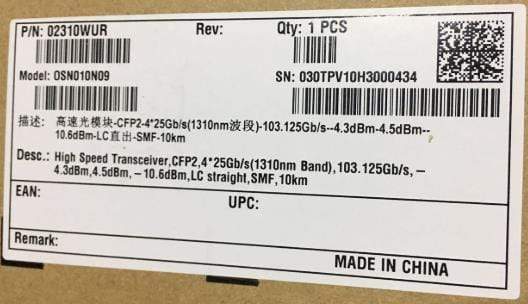 P/N: 02310WUR Rev: Qty: 1 PCS
Model: OSN010N09 SN: 030TPV10H3000434
描述: 高速光模块-CFP2-4*25Gb/s(1310nm波段)-103.125Gb/s--4.3dBm-4.5dBm--
10.6dBm-LC直出-SMF-10km
Desc.: High Speed Transceiver,CFP2,4*25Gb/s(1310nm Band),103.125Gb/s,−
4.3dBm,4.5dBm,−10.6dBm,LC straight,SMF,10km
EAN: UPC:
Remark: MADE IN CHINA